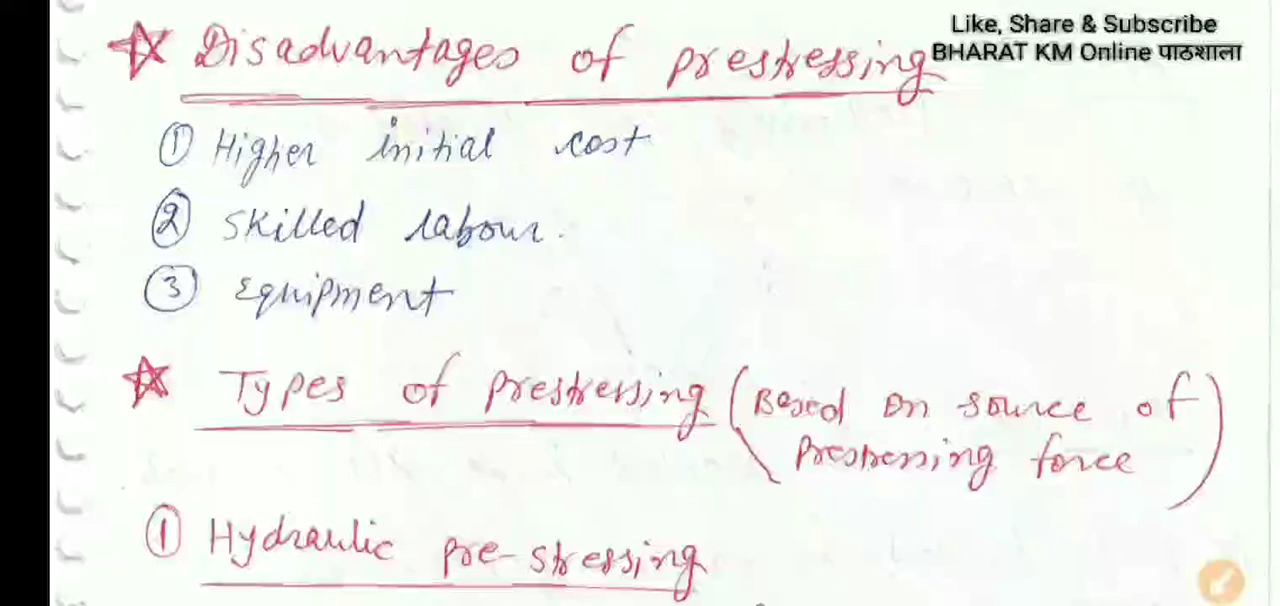 Like, Share & Subscribe
BHARAT KM Online पाठशाला
Disadvantages of prestressing
① Higher initial cost
② Skilled labour.
③ Equipment
Types of prestressing (Based on source of
prestressing force)
① Hydraulic pre-stressing